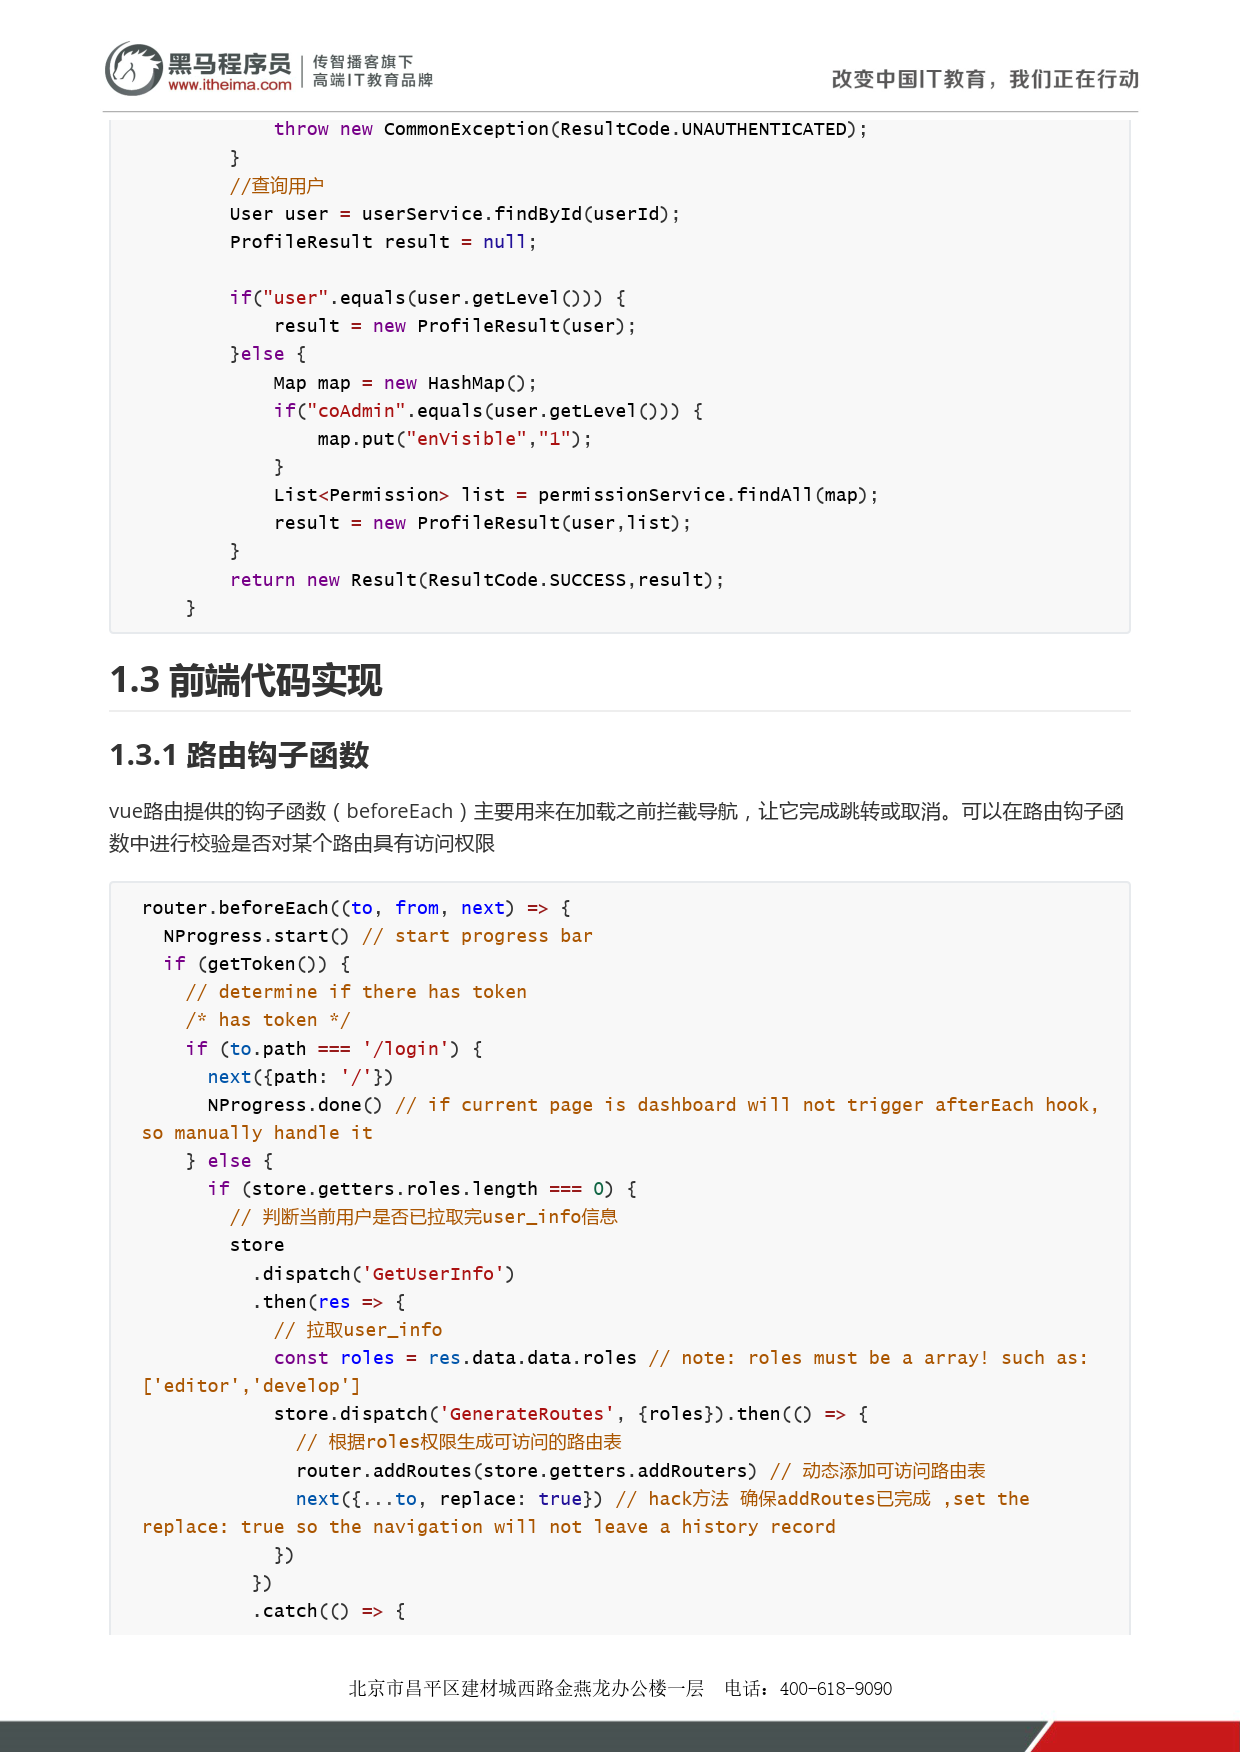 黑马程序员
www.itheima.com
传智播客旗下
高端IT教育品牌
改变中国IT教育，我们正在行动
            throw new CommonException(ResultCode.UNAUTHENTICATED);
        }
        //查询用户
        User user = userService.findById(userId);
        ProfileResult result = null;

        if("user".equals(user.getLevel())) {
            result = new ProfileResult(user);
        }else {
            Map map = new HashMap();
            if("coAdmin".equals(user.getLevel())) {
                map.put("enVisible","1");
            }
            List<Permission> list = permissionService.findAll(map);
            result = new ProfileResult(user,list);
        }
        return new Result(ResultCode.SUCCESS,result);
    }
1.3 前端代码实现
1.3.1 路由钩子函数
vue路由提供的钩子函数（beforeEach）主要用来在加载之前拦截导航，让它完成跳转或取消。可以在路由钩子函
数中进行校验是否对某个路由具有访问权限
router.beforeEach((to, from, next) => {
  NProgress.start() // start progress bar
  if (getToken()) {
    // determine if there has token
    /* has token */
    if (to.path === '/login') {
      next({path: '/'})
      NProgress.done() // if current page is dashboard will not trigger afterEach hook,
so manually handle it
    } else {
      if (store.getters.roles.length === 0) {
        // 判断当前用户是否已拉取完user_info信息
        store
          .dispatch('GetUserInfo')
          .then(res => {
            // 拉取user_info
            const roles = res.data.data.roles // note: roles must be a array! such as:
['editor','develop']
            store.dispatch('GenerateRoutes', {roles}).then(() => {
              // 根据roles权限生成可访问的路由表
              router.addRoutes(store.getters.addRouters) // 动态添加可访问路由表
              next({...to, replace: true}) // hack方法 确保addRoutes已完成 ,set the
replace: true so the navigation will not leave a history record
            })
          })
          .catch(() => {
北京市昌平区建材城西路金燕龙办公楼一层  电话：400-618-9090